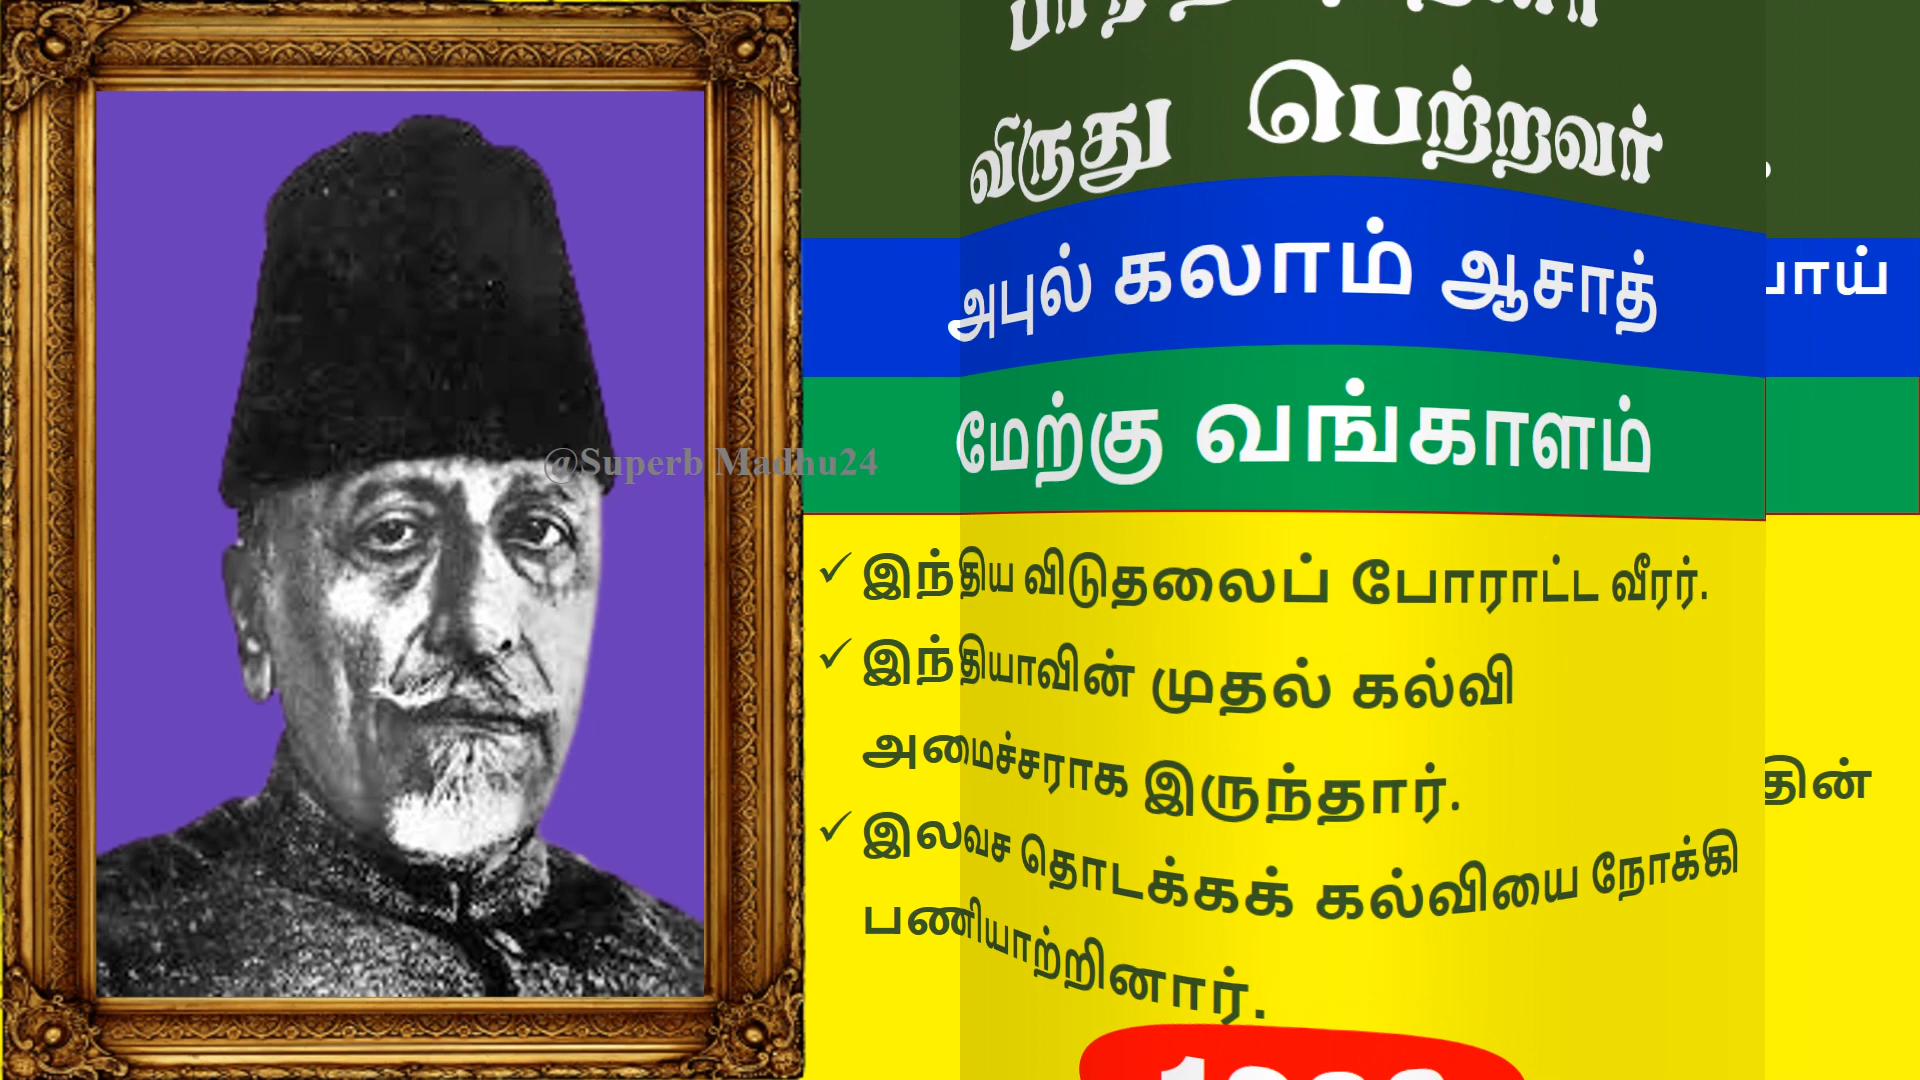 விருது பெற்றவர்
அபுல் கலாம் ஆசாத்
மேற்கு வங்காளம்
@Superb Madhu24
✓ இந்திய விடுதலைப் போராட்ட வீரர்.
✓ இந்தியாவின் முதல் கல்வி
அமைச்சராக இருந்தார்.
✓ இலவச தொடக்கக் கல்வியை நோக்கி
பணியாற்றினார்.